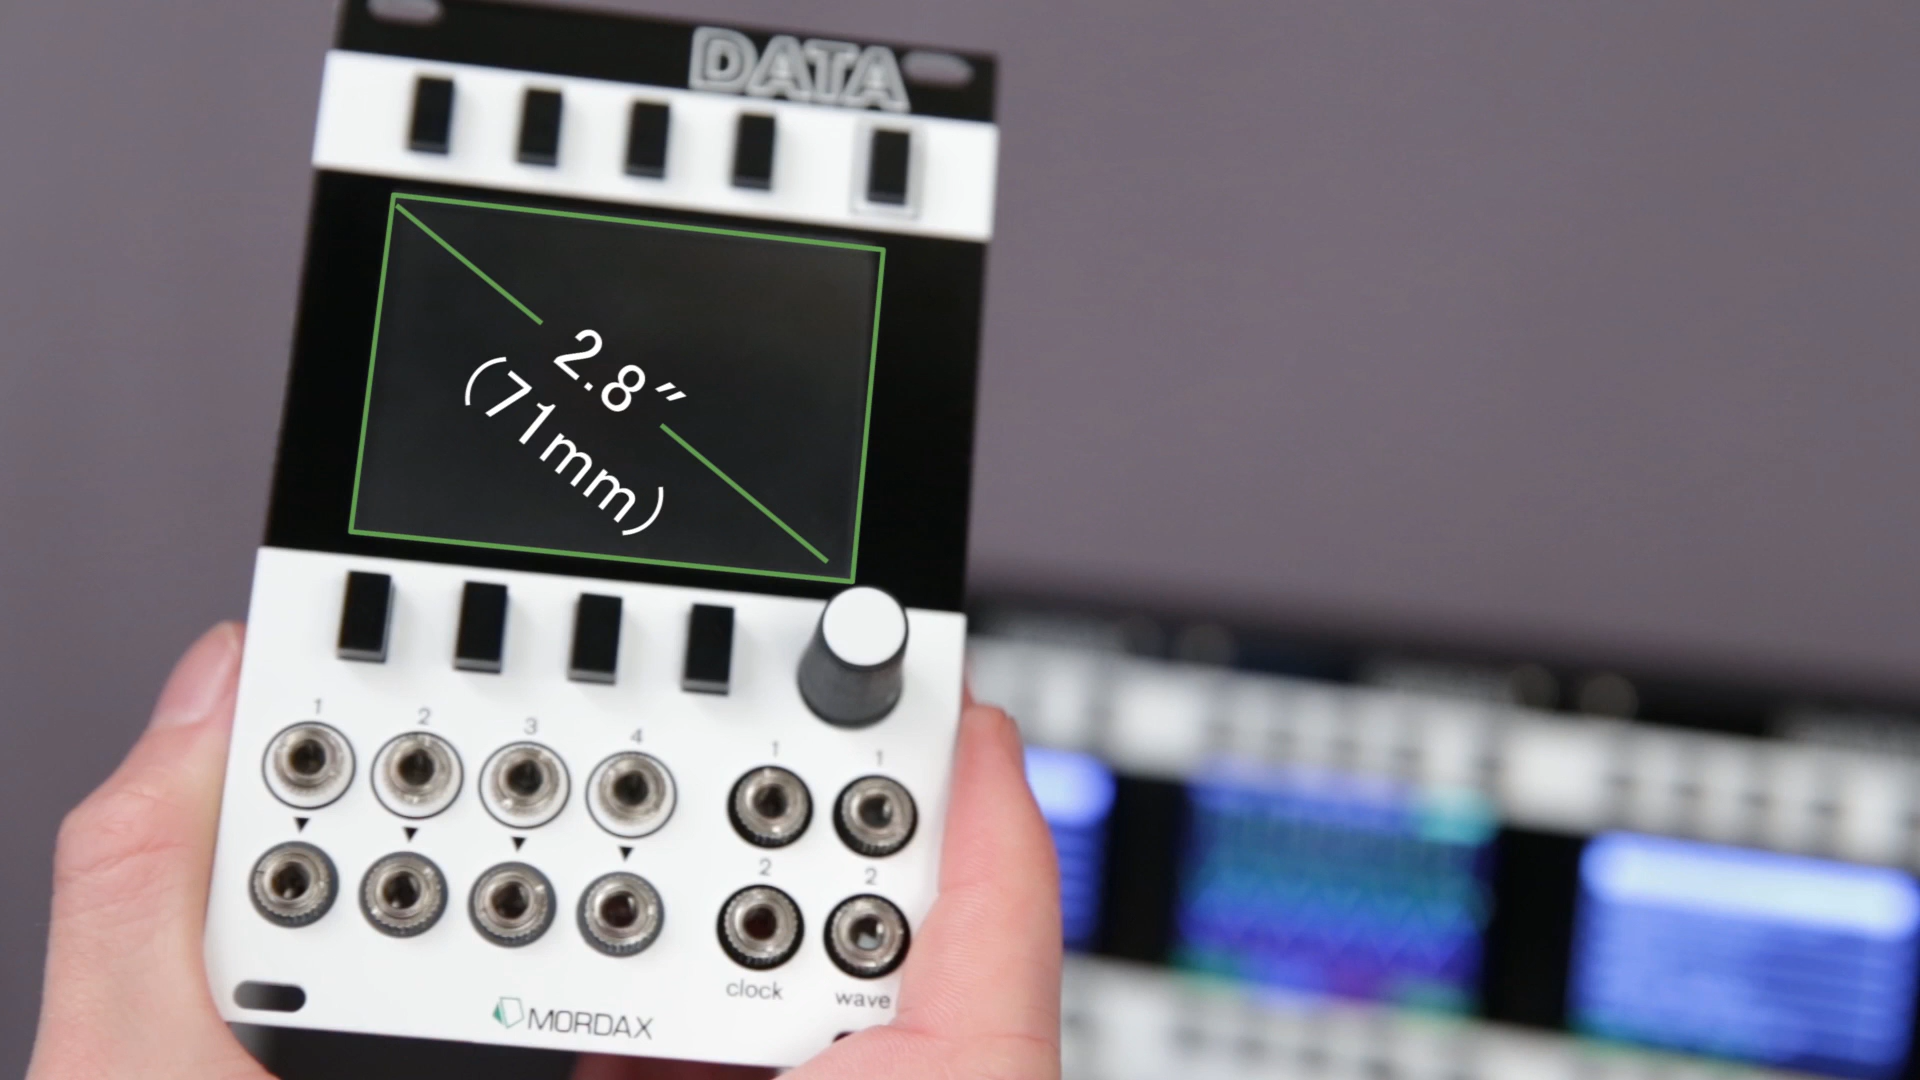 DATA
2.8″
(71mm)
1 2 3 4 1 1
2 2
clock wave
MORDAX